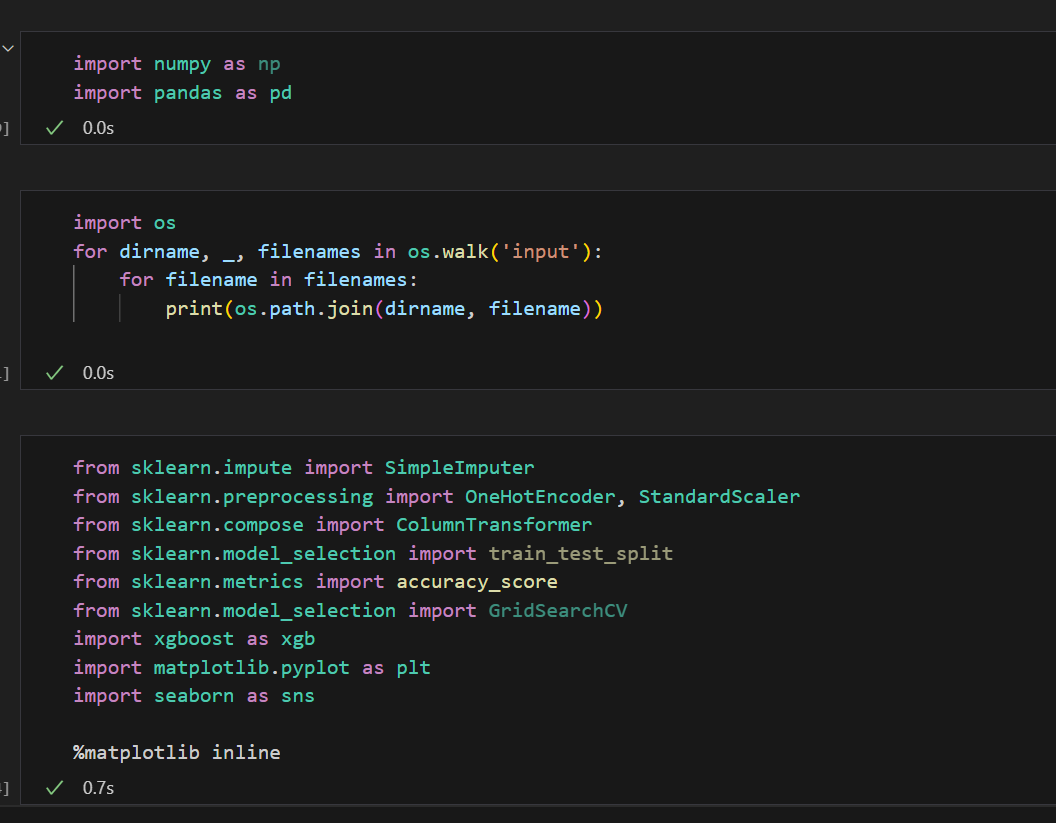 import numpy as np
import pandas as pd
0.0s
import os
for dirname, _, filenames in os.walk('input'):
for filename in filenames:
print(os.path.join(dirname, filename))
0.0s
from sklearn.impute import SimpleImputer
from sklearn.preprocessing import OneHotEncoder, StandardScaler
from sklearn.compose import ColumnTransformer
from sklearn.model_selection import train_test_split
from sklearn.metrics import accuracy_score
from sklearn.model_selection import GridSearchCV
import xgboost as xgb
import matplotlib.pyplot as plt
import seaborn as sns
%matplotlib inline
0.7s